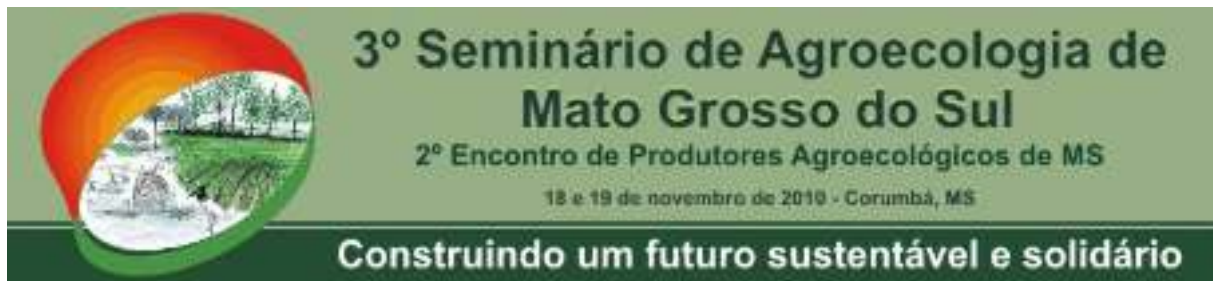 3º Seminário de Agroecologia de
Mato Grosso do Sul
2º Encontro de Produtores Agroecológicos de MS
18 e 19 de novembro de 2010 - Corumbá, MS
Construindo um futuro sustentável e solidário